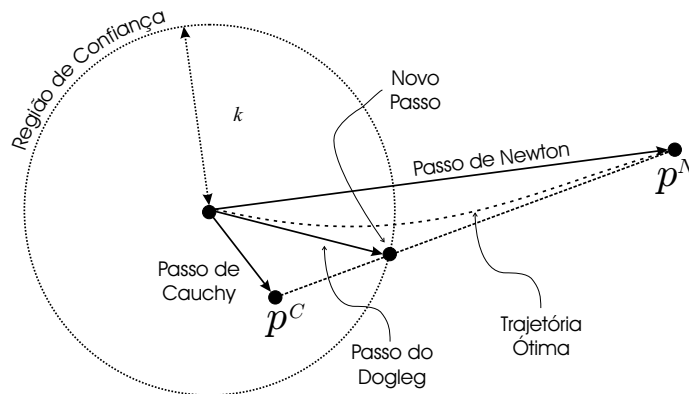 Região de Confiança
k
Novo
Passo
Passo de Newton
p^N
Passo de
Cauchy
p^C
Passo do
Dogleg
Trajetória
Ótima